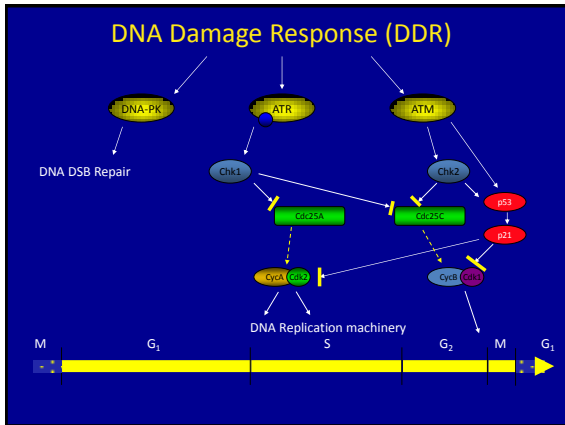 DNA Damage Response (DDR)
DNA-PK
ATR
ATM
DNA DSB Repair
Chk1
Chk2
p53
Cdc25A
Cdc25C
p21
CycA
Cdk2
CycB
Cdk1
DNA Replication machinery
M
G1
S
G2
M
G1